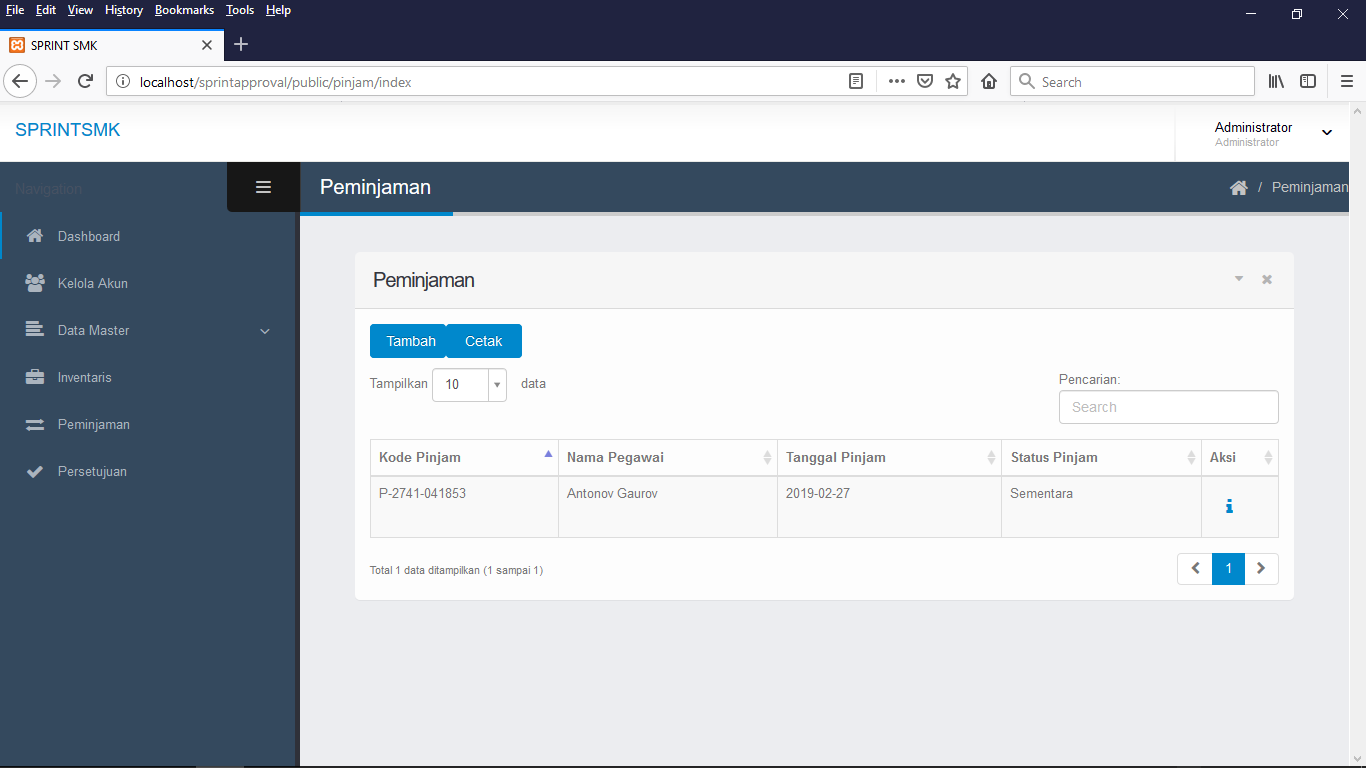 File Edit View History Bookmarks Tools Help
SPRINT SMK
localhost/sprintapproval/public/pinjam/index
Search
SPRINTSMK
Administrator
Administrator
Navigation
Peminjaman
/ Peminjaman
Dashboard
Kelola Akun
Data Master
Inventaris
Peminjaman
Persetujuan
Peminjaman
Tambah Cetak
Tampilkan 10 data
Pencarian:
Search
Kode Pinjam Nama Pegawai Tanggal Pinjam Status Pinjam Aksi
P-2741-041853 Antonov Gaurov 2019-02-27 Sementara
Total 1 data ditampilkan (1 sampai 1)
1